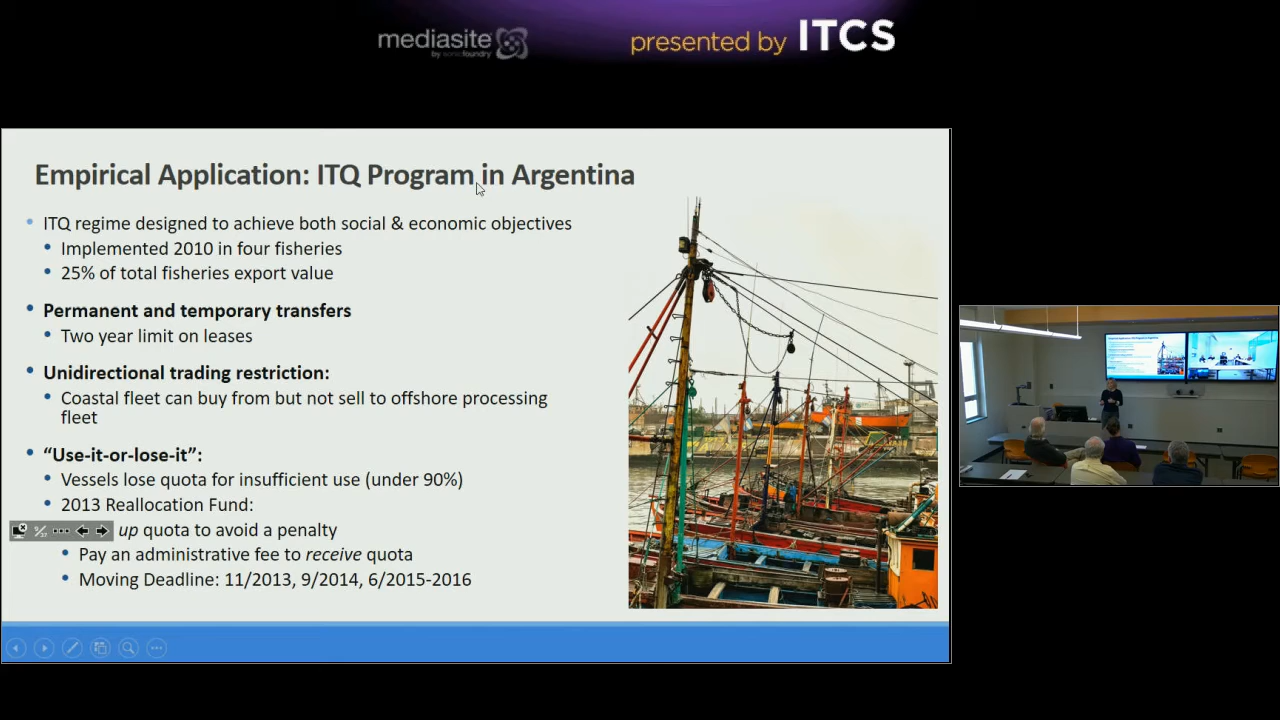 mediasite
by sonicfoundry
presented by ITCS
Empirical Application: ITQ Program in Argentina
• ITQ regime designed to achieve both social & economic objectives
• Implemented 2010 in four fisheries
• 25% of total fisheries export value
• Permanent and temporary transfers
• Two year limit on leases
• Unidirectional trading restriction:
• Coastal fleet can buy from but not sell to offshore processing
fleet
• “Use-it-or-lose-it”:
• Vessels lose quota for insufficient use (under 90%)
• 2013 Reallocation Fund:
up quota to avoid a penalty
• Pay an administrative fee to receive quota
• Moving Deadline: 11/2013, 9/2014, 6/2015-2016